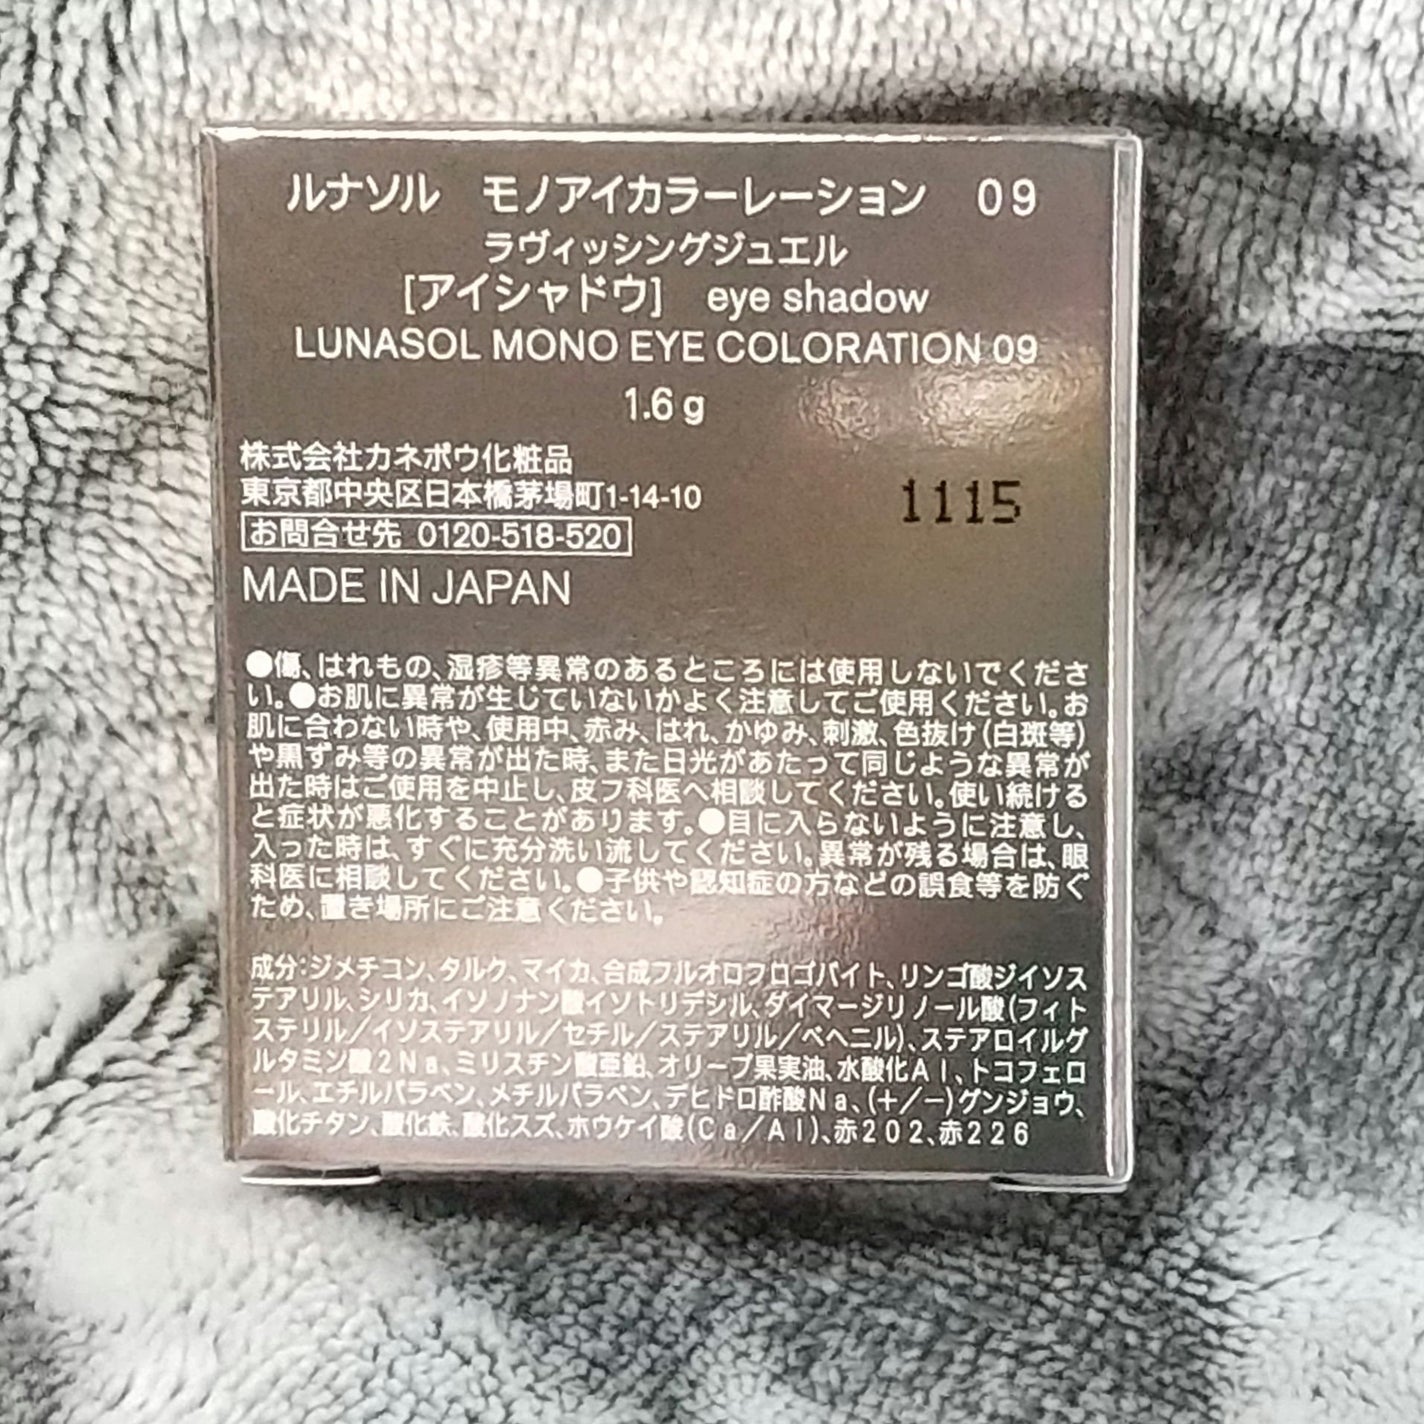 ルナソル　モノアイカラーレーション　09
ラヴィッシングジュエル
[アイシャドウ]　eye shadow
LUNASOL MONO EYE COLORATION 09
1.6 g
株式会社カネボウ化粧品
東京都中央区日本橋茅場町1-14-10
お問合せ先 0120-518-520
1115
MADE IN JAPAN
●傷、はれもの、湿疹等異常のあるところには使用しないでくださ
い。●お肌に異常が生じていないかよく注意してご使用ください。お
肌に合わない時や、使用中、赤み、はれ、かゆみ、刺激、色抜け(白斑等)
や黒ずみ等の異常が出た時、また日光があたって同じような異常が
出た時はご使用を中止し、皮フ科医へ相談してください。使い続ける
と症状が悪化することがあります。●目に入らないように注意し、
入った時は、すぐに充分洗い流してください。異常が残る場合は、眼
科医に相談してください。●子供や認知症の方などの誤食等を防ぐ
ため、置き場所にご注意ください。
成分:ジメチコン、タルク、マイカ、合成フルオロフロゴパイト、リンゴ酸ジイソス
テアリル、シリカ、イソノナン酸イソトリデシル、ダイマージリノール酸(フィト
ステリル/イソステアリル/セチル/ステアリル/ベヘニル)、ステアロイルグ
ルタミン酸2Na、ミリスチン酸亜鉛、オリーブ果実油、水酸化Al、トコフェロ
ール、エチルパラベン、メチルパラベン、デヒドロ酢酸Na、(+/-)グンジョウ、
酸化チタン、酸化鉄、酸化スズ、ホウケイ酸(Ca/Al)、赤202、赤226